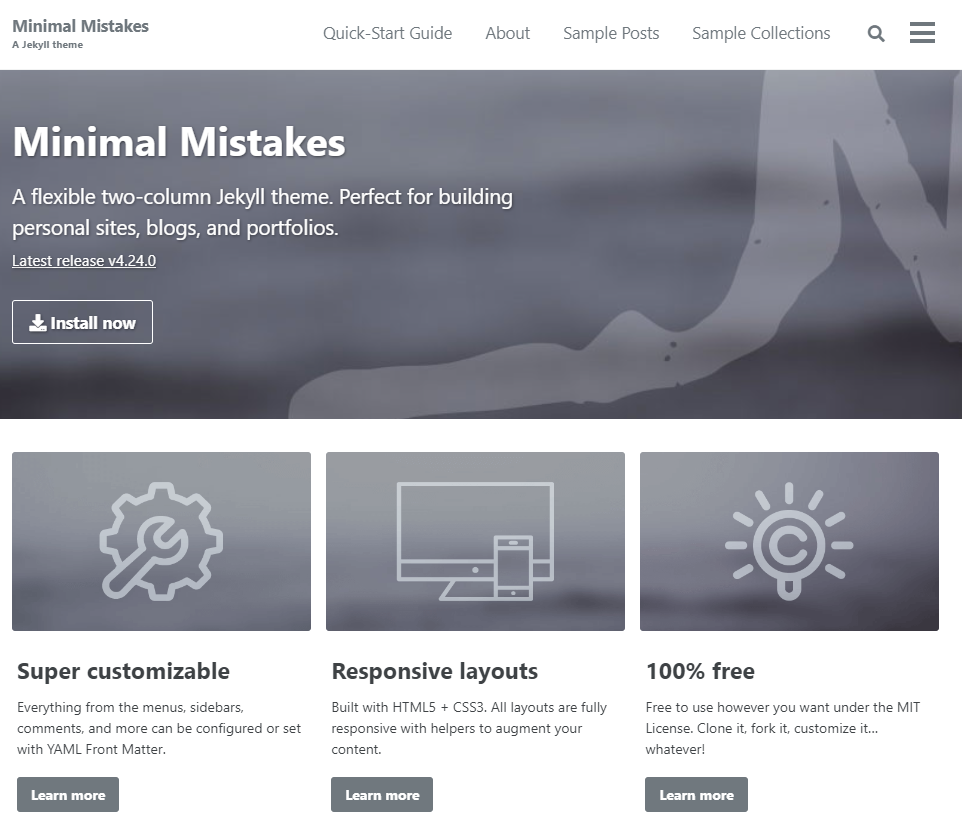 Minimal Mistakes
A Jekyll theme
Quick-Start Guide
About
Sample Posts
Sample Collections
Minimal Mistakes
A flexible two-column Jekyll theme. Perfect for building
personal sites, blogs, and portfolios.
Latest release v4.24.0
Install now
Super customizable
Everything from the menus, sidebars,
comments, and more can be configured or set
with YAML Front Matter.
Learn more
Responsive layouts
Built with HTML5 + CSS3. All layouts are fully
responsive with helpers to augment your
content.
Learn more
100% free
Free to use however you want under the MIT
License. Clone it, fork it, customize it…
whatever!
Learn more